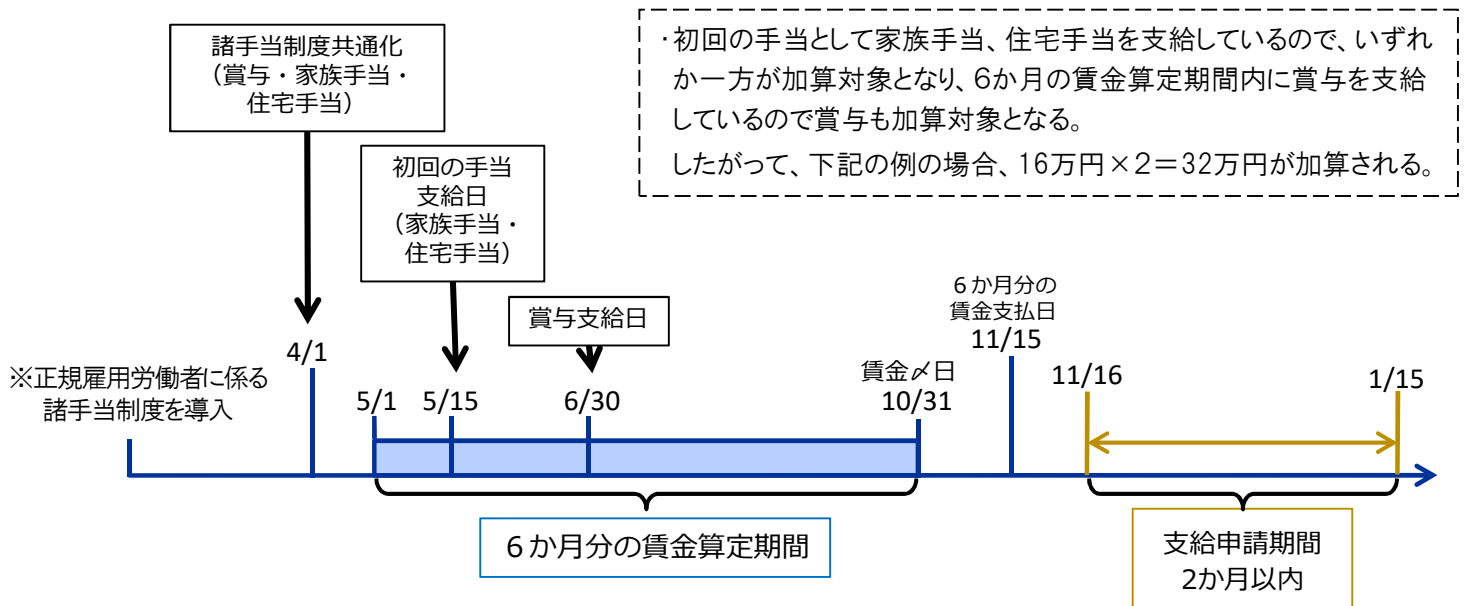 諸手当制度共通化
（賞与・家族手当・
住宅手当）
・初回の手当として家族手当、住宅手当を支給しているので、いずれ
か一方が加算対象となり、6か月の賃金算定期間内に賞与を支給
しているので賞与も加算対象となる。
したがって、下記の例の場合、16万円×２＝32万円が加算される。
初回の手当
支給日
（家族手当・
住宅手当）
賞与支給日
６か月分の
賃金支払日
11/15
4/1
※正規雇用労働者に係る
諸手当制度を導入
5/1
5/15
6/30
賃金〆日
10/31
11/16
1/15
６か月分の賃金算定期間
支給申請期間
2か月以内